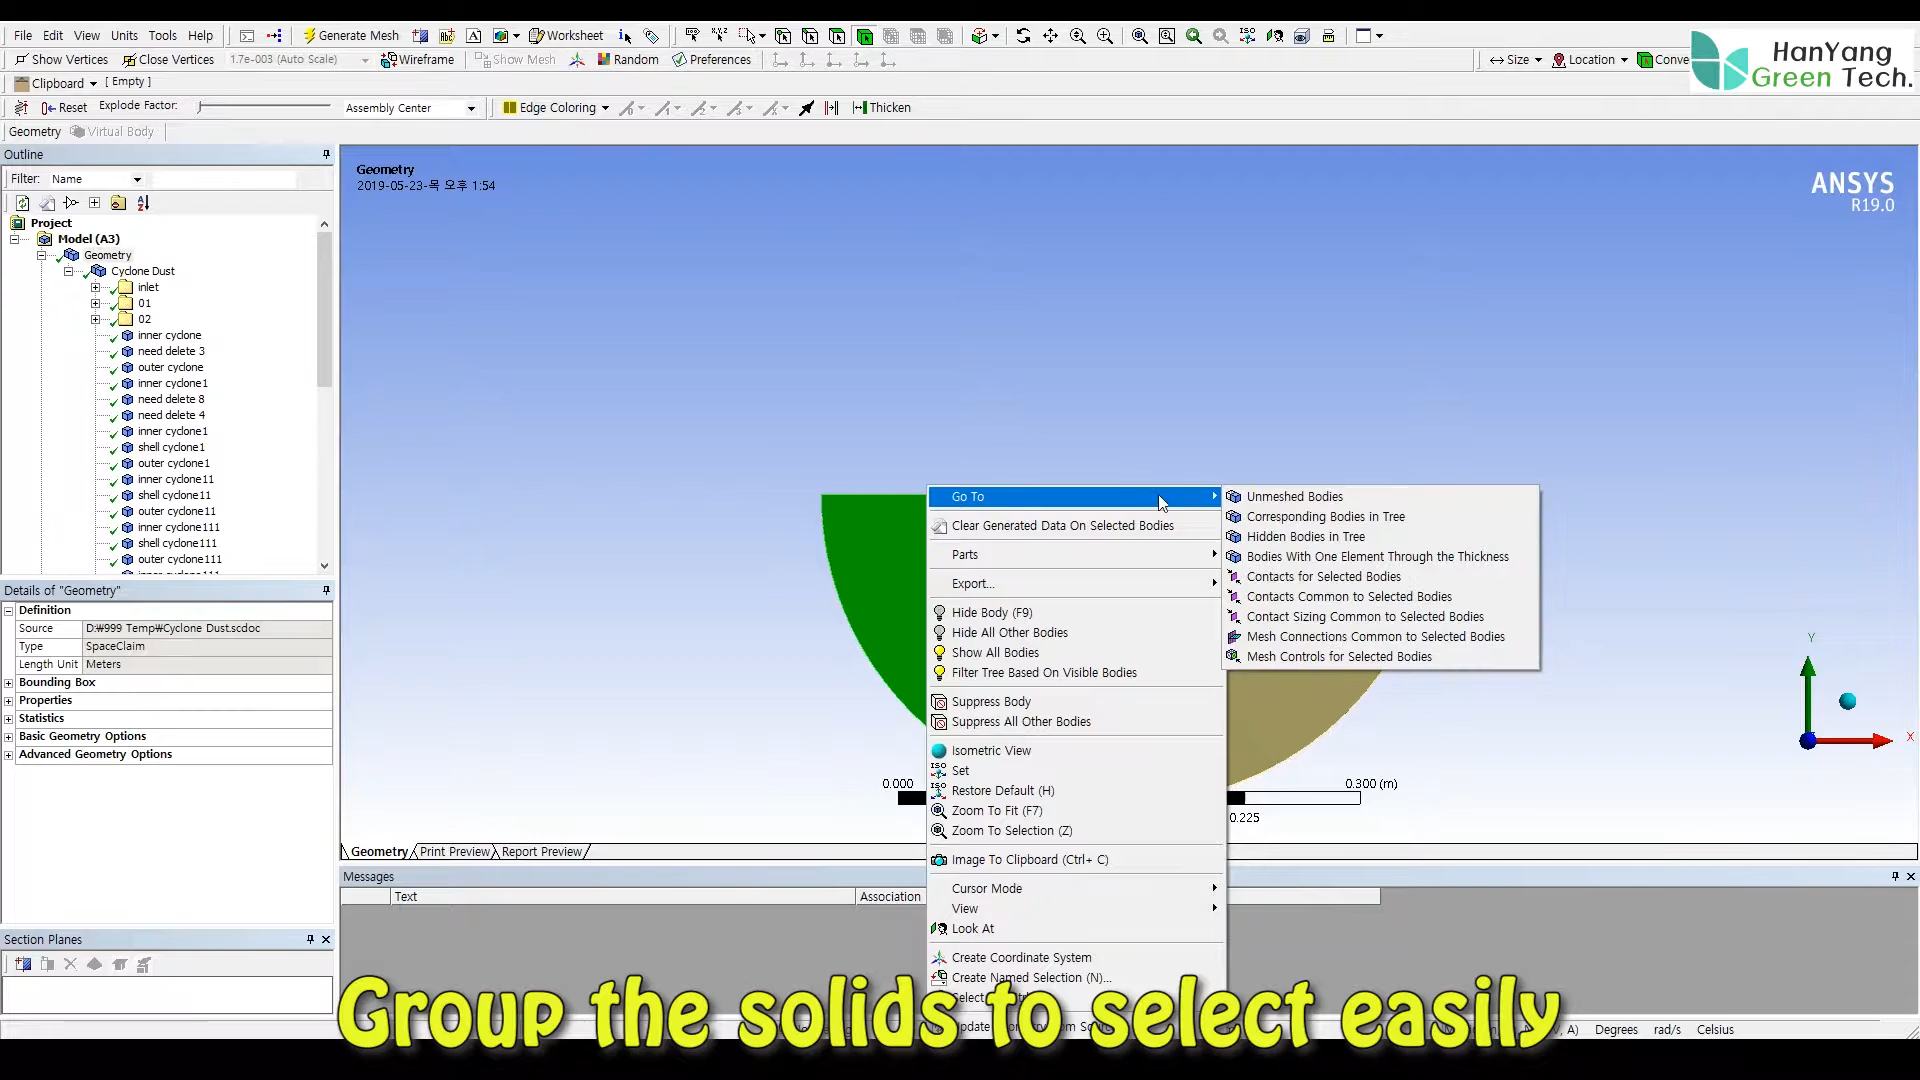 File Edit View Units Tools Help Generate Mesh Worksheet
Show Vertices Close Vertices 1.7e-003 (Auto Scale) Wireframe Show Mesh Random Preferences Size Location Conve
HanYang
Green Tech.
Clipboard [ Empty ]
Reset Explode Factor: Assembly Center Edge Coloring Thicken
Geometry Virtual Body
Outline
Filter: Name
Project
Model (A3)
Geometry
Cyclone Dust
inlet
01
02
inner cyclone
need delete 3
outer cyclone
inner cyclone1
need delete 8
need delete 4
inner cyclone1
shell cyclone1
outer cyclone1
inner cyclone11
shell cyclone11
outer cyclone11
inner cyclone111
shell cyclone111
outer cyclone111
inner cyclone111
Details of "Geometry"
Definition
Source D:₩999 Temp₩Cyclone Dust.scdoc
Type SpaceClaim
Length Unit Meters
Bounding Box
Properties
Statistics
Basic Geometry Options
Advanced Geometry Options
Section Planes
Geometry
2019-05-23-목 오후 1:54
ANSYS
R19.0
Go To
Clear Generated Data On Selected Bodies
Parts
Export...
Hide Body (F9)
Hide All Other Bodies
Show All Bodies
Filter Tree Based On Visible Bodies
Suppress Body
Suppress All Other Bodies
Isometric View
Set
Restore Default (H)
Zoom To Fit (F7)
Zoom To Selection (Z)
Image To Clipboard (Ctrl+ C)
Cursor Mode
View
Look At
Create Coordinate System
Create Named Selection (N)...
Unmeshed Bodies
Corresponding Bodies in Tree
Hidden Bodies in Tree
Bodies With One Element Through the Thickness
Contacts for Selected Bodies
Contacts Common to Selected Bodies
Contact Sizing Common to Selected Bodies
Mesh Connections Common to Selected Bodies
Mesh Controls for Selected Bodies
Y
X
0.000 0.300 (m)
0.225
Geometry Print Preview Report Preview
Messages
Text Association
Group the solids to select easily
Degrees rad/s Celsius